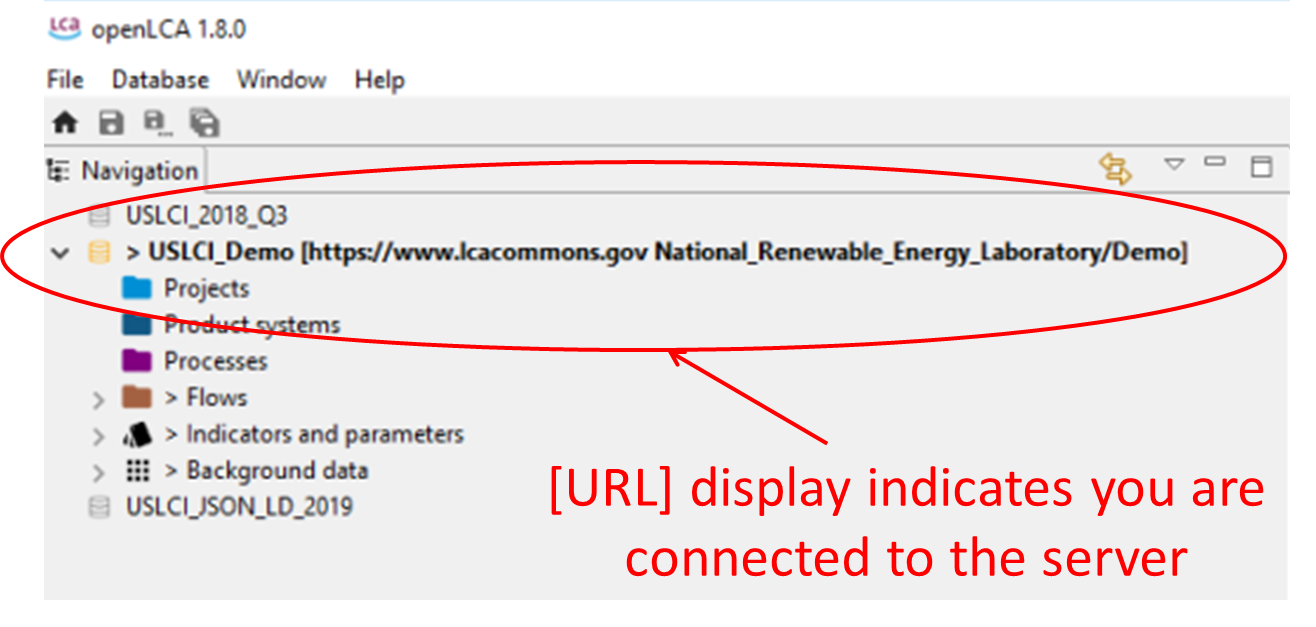 LCa openLCA 1.8.0
File Database Window Help
Navigation
USLCI_2018_Q3
> USLCI_Demo [https://www.lcacommons.gov National_Renewable_Energy_Laboratory/Demo]
Projects
Product systems
Processes
> Flows
> Indicators and parameters
> Background data
USLCI_JSON_LD_2019
[URL] display indicates you are
connected to the server